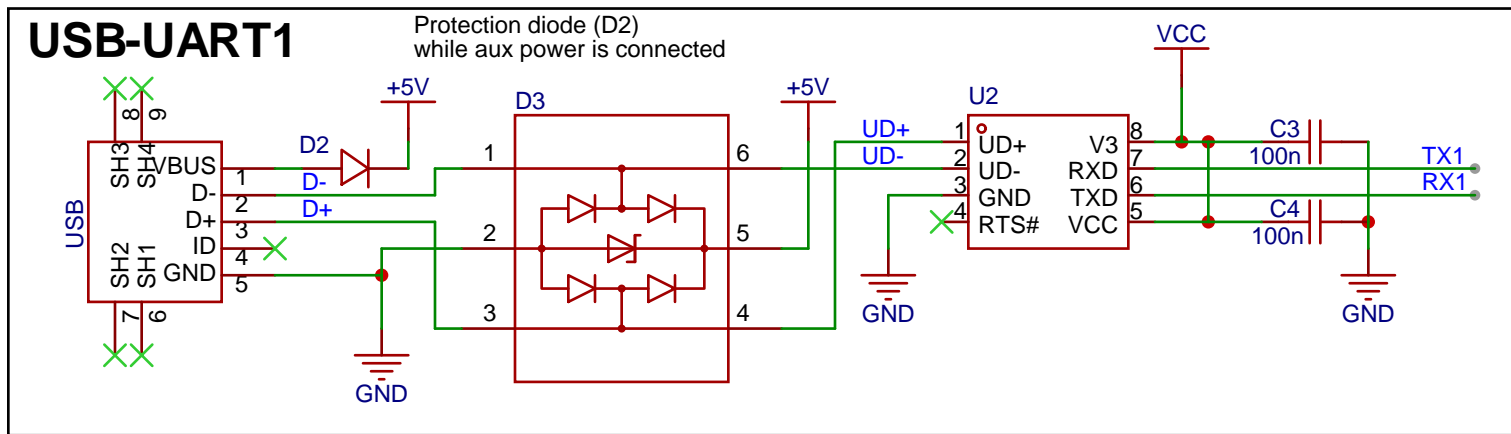 USB-UART1
Protection diode (D2)
while aux power is connected
VCC
+5V
+5V
D3
U2
8
9
SH3
SH4
D2
VBUS
1
D-
D-
2
D+
D+
3
ID
4
GND
5
USB
SH2
SH1
7
6
GND
1
6
2
5
3
4
UD+
1
UD+
V3
8
C3
100n
UD-
2
UD-
RXD
7
TX1
3
GND
TXD
6
RX1
4
RTS#
VCC
5
C4
100n
GND
GND